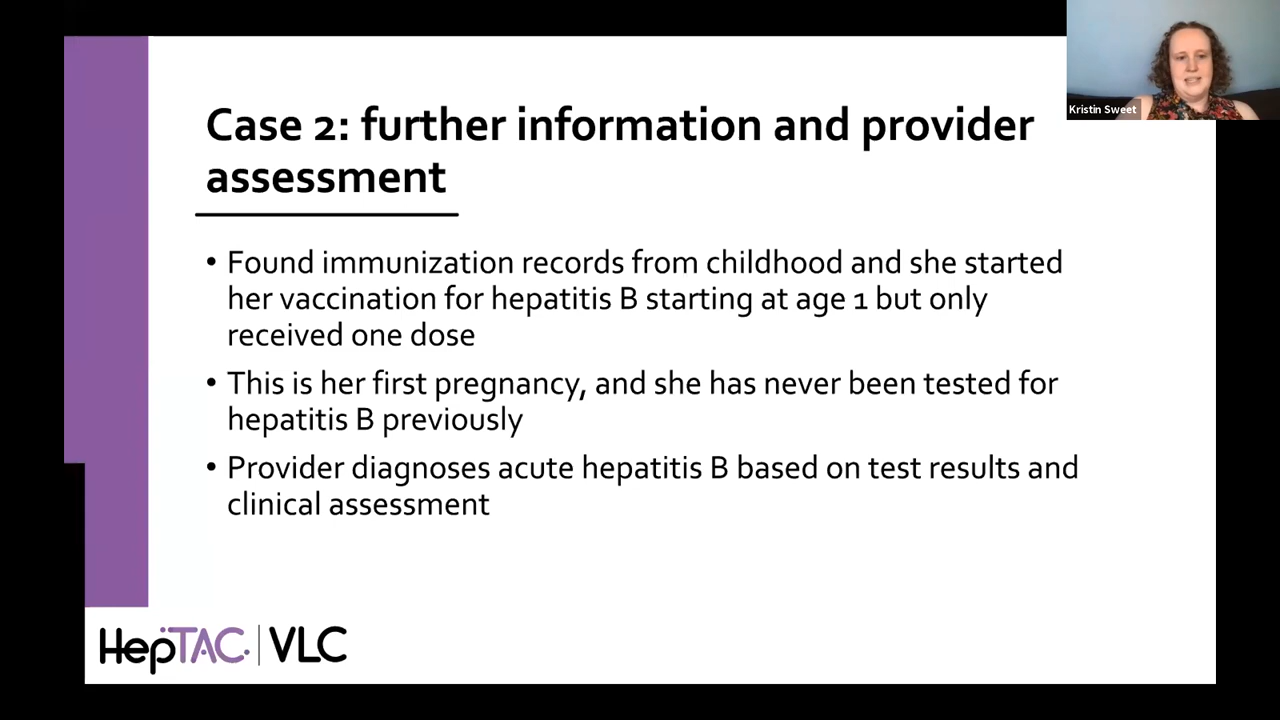 Kristin Sweet
Case 2: further information and provider
assessment
• Found immunization records from childhood and she started
her vaccination for hepatitis B starting at age 1 but only
received one dose
• This is her first pregnancy, and she has never been tested for
hepatitis B previously
• Provider diagnoses acute hepatitis B based on test results and
clinical assessment
HepTAC | VLC